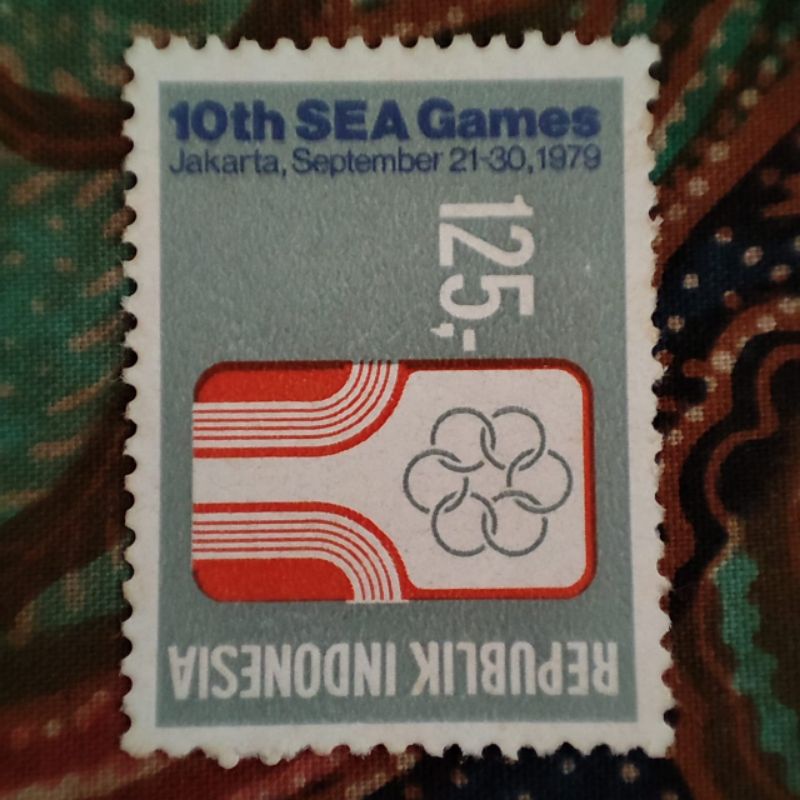 10th SEA Games
Jakarta, September 21-30, 1979
125,-
REPUBLIK INDONESIA